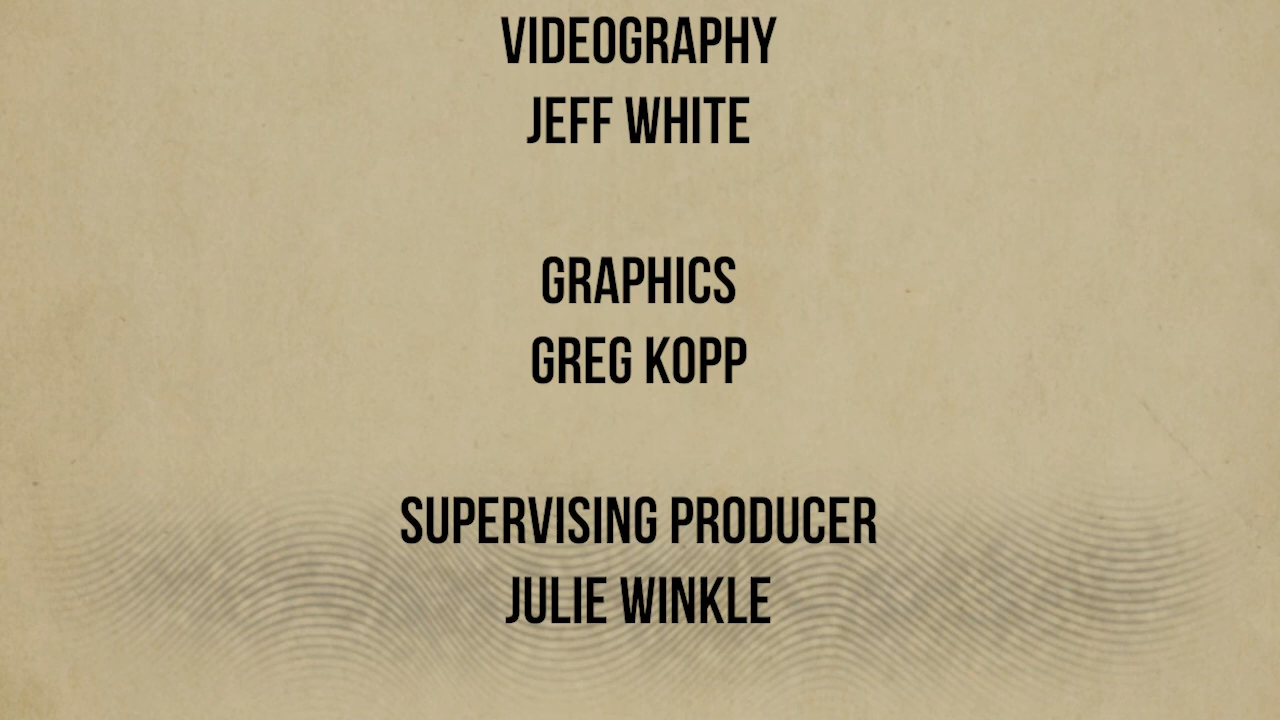 VIDEOGRAPHY
JEFF WHITE
GRAPHICS
GREG KOPP
SUPERVISING PRODUCER
JULIE WINKLE